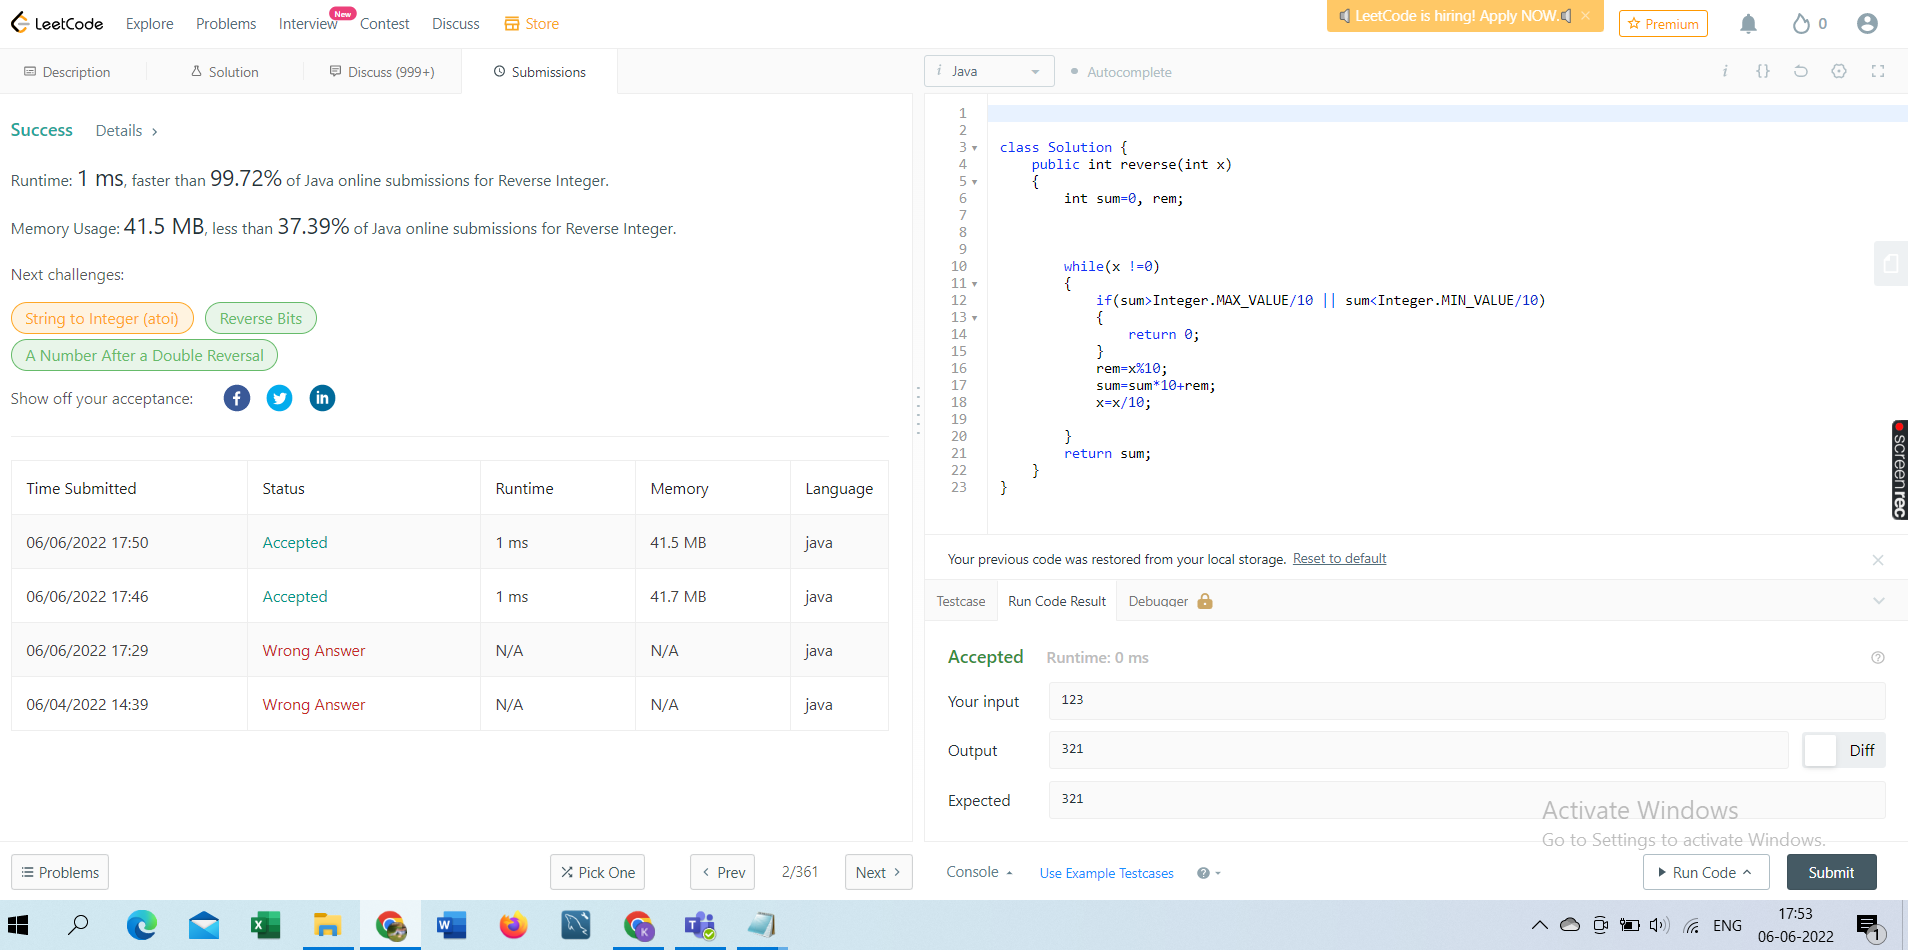 LeetCode Explore Problems Interview New Contest Discuss Store LeetCode is hiring! Apply NOW. × Premium 0
Description Solution Discuss (999+) Submissions
i Java Autocomplete i {}
Success Details >
Runtime: 1 ms, faster than 99.72% of Java online submissions for Reverse Integer.
Memory Usage: 41.5 MB, less than 37.39% of Java online submissions for Reverse Integer.
Next challenges:
String to Integer (atoi) Reverse Bits
A Number After a Double Reversal
Show off your acceptance: f in
Time Submitted Status Runtime Memory Language
06/06/2022 17:50 Accepted 1 ms 41.5 MB java
06/06/2022 17:46 Accepted 1 ms 41.7 MB java
06/06/2022 17:29 Wrong Answer N/A N/A java
06/04/2022 14:39 Wrong Answer N/A N/A java
Problems Pick One < Prev 2/361 Next >
1
2
3 class Solution {
4 public int reverse(int x)
5 {
6 int sum=0, rem;
7
8
9
10 while(x !=0)
11 {
12 if(sum>Integer.MAX_VALUE/10 || sum<Integer.MIN_VALUE/10)
13 {
14 return 0;
15 }
16 rem=x%10;
17 sum=sum*10+rem;
18 x=x/10;
19
20 }
21 return sum;
22 }
23 }
screenrec
Your previous code was restored from your local storage. Reset to default ×
Testcase Run Code Result Debugger
Accepted Runtime: 0 ms ?
Your input 123
Output 321 Diff
Expected 321
Activate Windows
Go to Settings to activate Windows.
Console Use Example Testcases ? Run Code Submit
ENG 17:53
06-06-2022 1